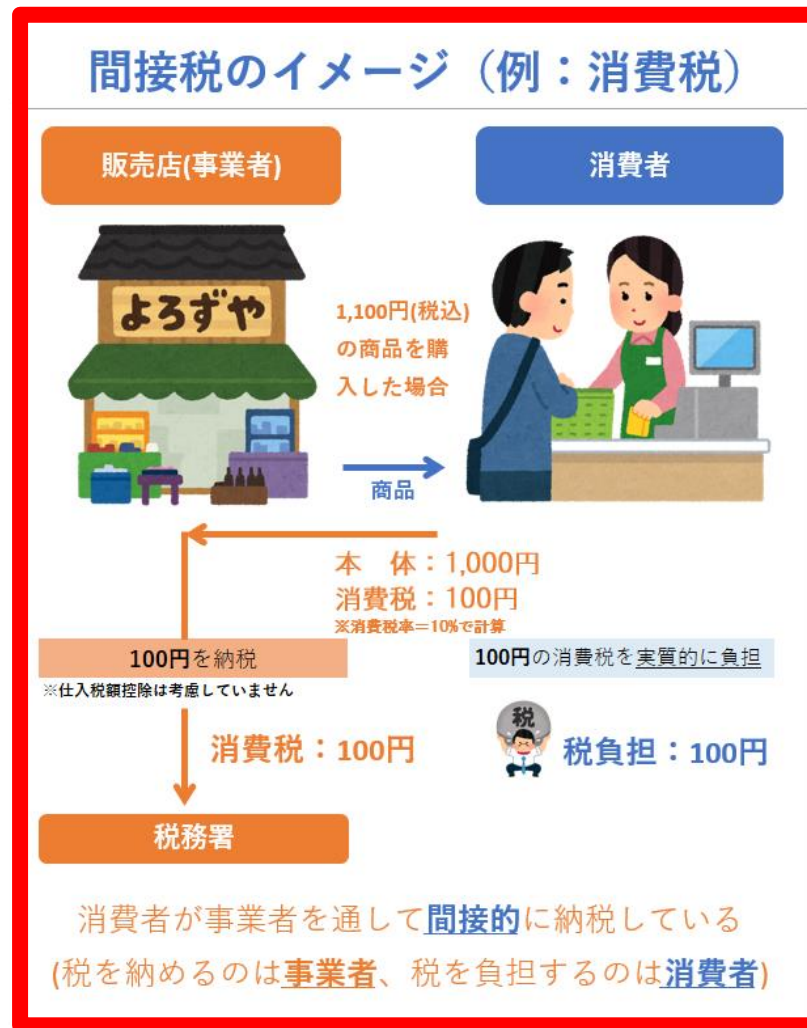 間接税のイメージ（例：消費税）
販売店(事業者)
消費者
よろずや
1,100円(税込)
の商品を購
入した場合
商品
本　体：1,000円
消費税：100円
※消費税率＝10%で計算
100円を納税
※仕入税額控除は考慮していません
100円の消費税を実質的に負担
消費税：100円
税
税負担：100円
税務署
消費者が事業者を通して間接的に納税している
(税を納めるのは事業者、税を負担するのは消費者)